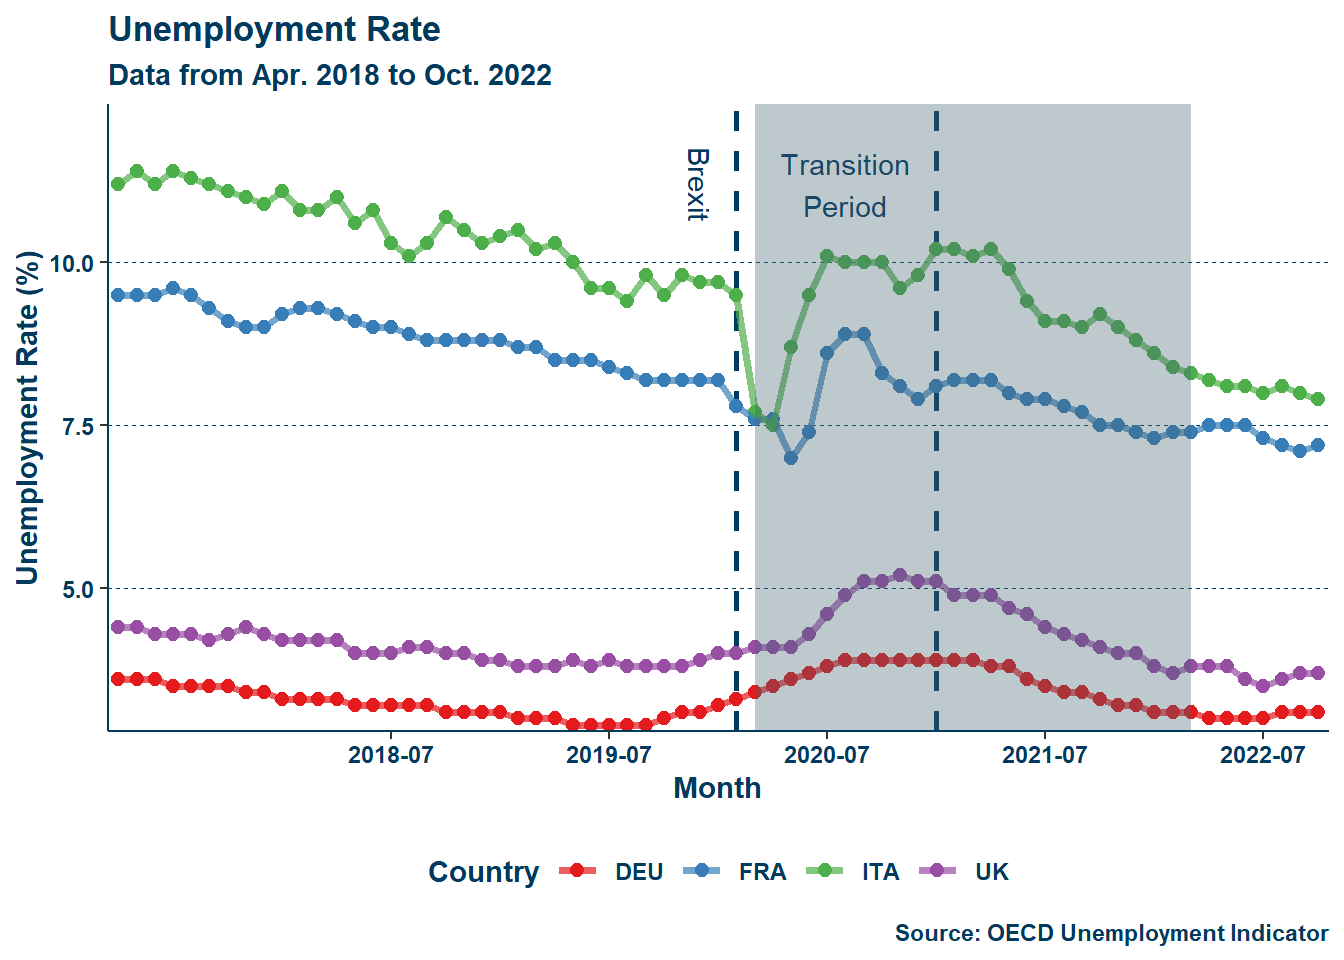 Unemployment Rate
Data from Apr. 2018 to Oct. 2022
Unemployment Rate (%)
10.0
7.5
5.0
Brexit
Transition
Period
2018-07
2019-07
2020-07
2021-07
2022-07
Month
Country DEU FRA ITA UK
Source: OECD Unemployment Indicator